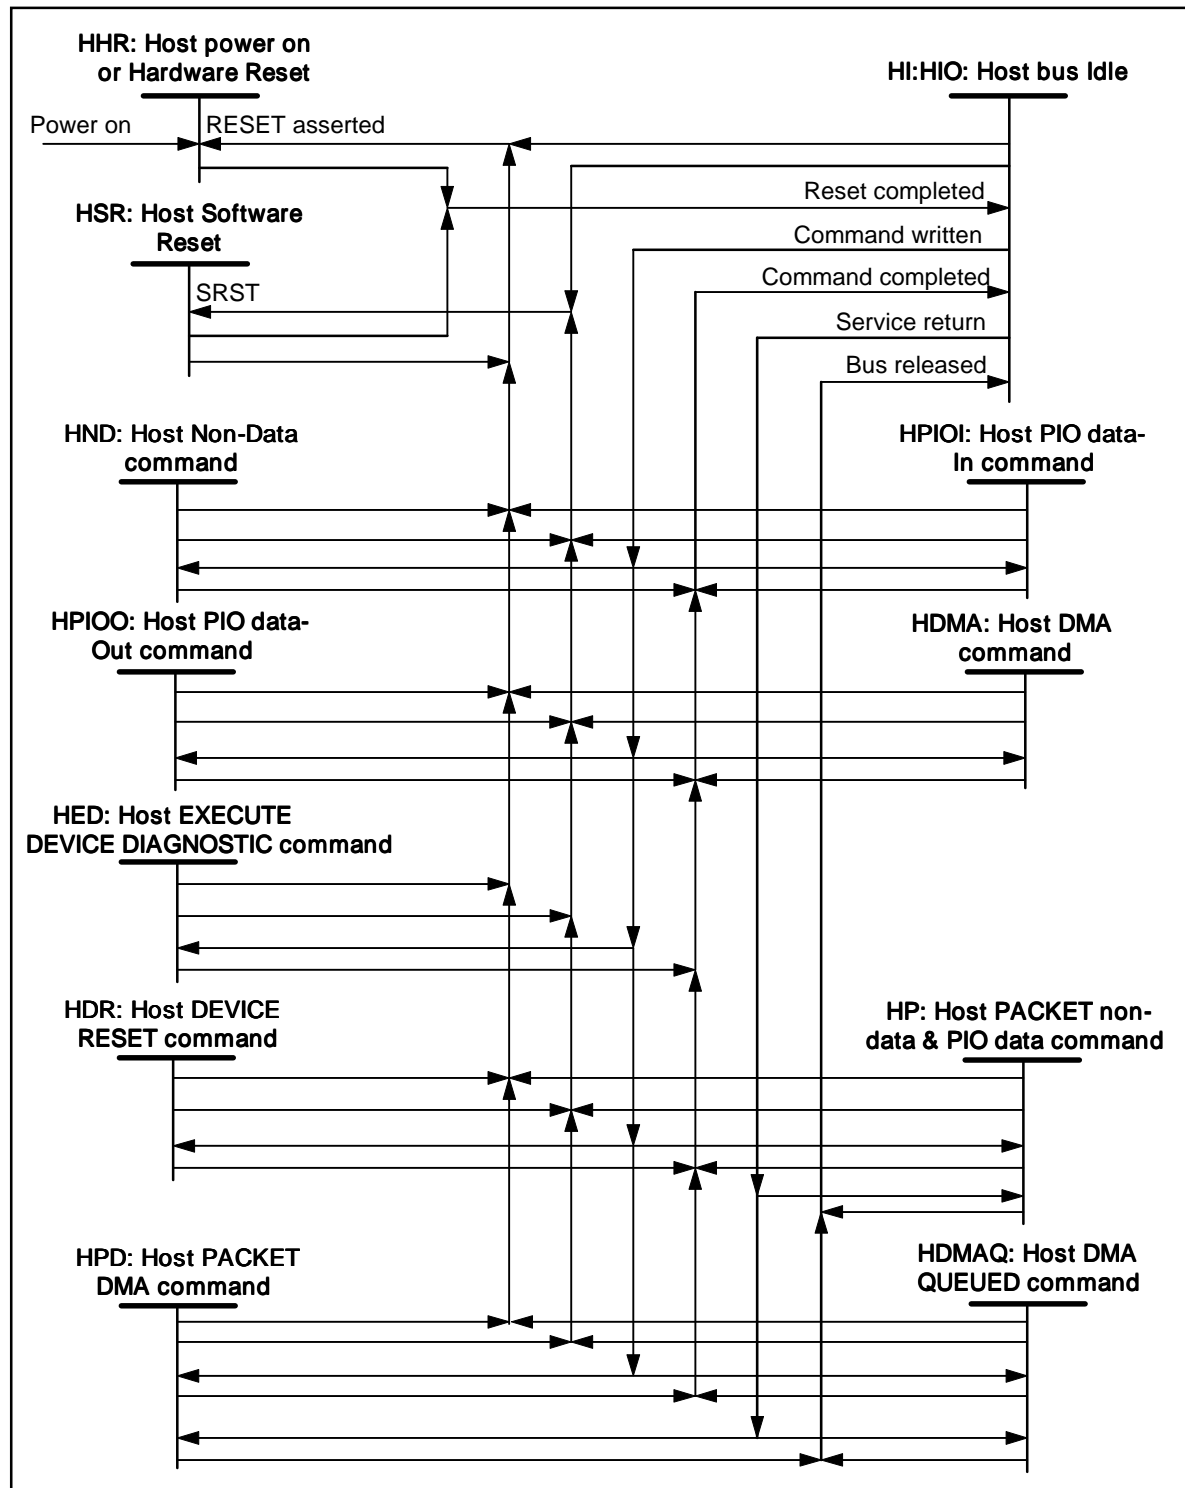 HHR: Host power on
or Hardware Reset
HI:HIO: Host bus Idle
Power on
RESET asserted
Reset completed
HSR: Host Software
Reset
Command written
Command completed
SRST
Service return
Bus released
HND: Host Non-Data
command
HPIOI: Host PIO data-
In command
HPIOO: Host PIO data-
Out command
HDMA: Host DMA
command
HED: Host EXECUTE
DEVICE DIAGNOSTIC command
HDR: Host DEVICE
RESET command
HP: Host PACKET non-
data & PIO data command
HPD: Host PACKET
DMA command
HDMAQ: Host DMA
QUEUED command